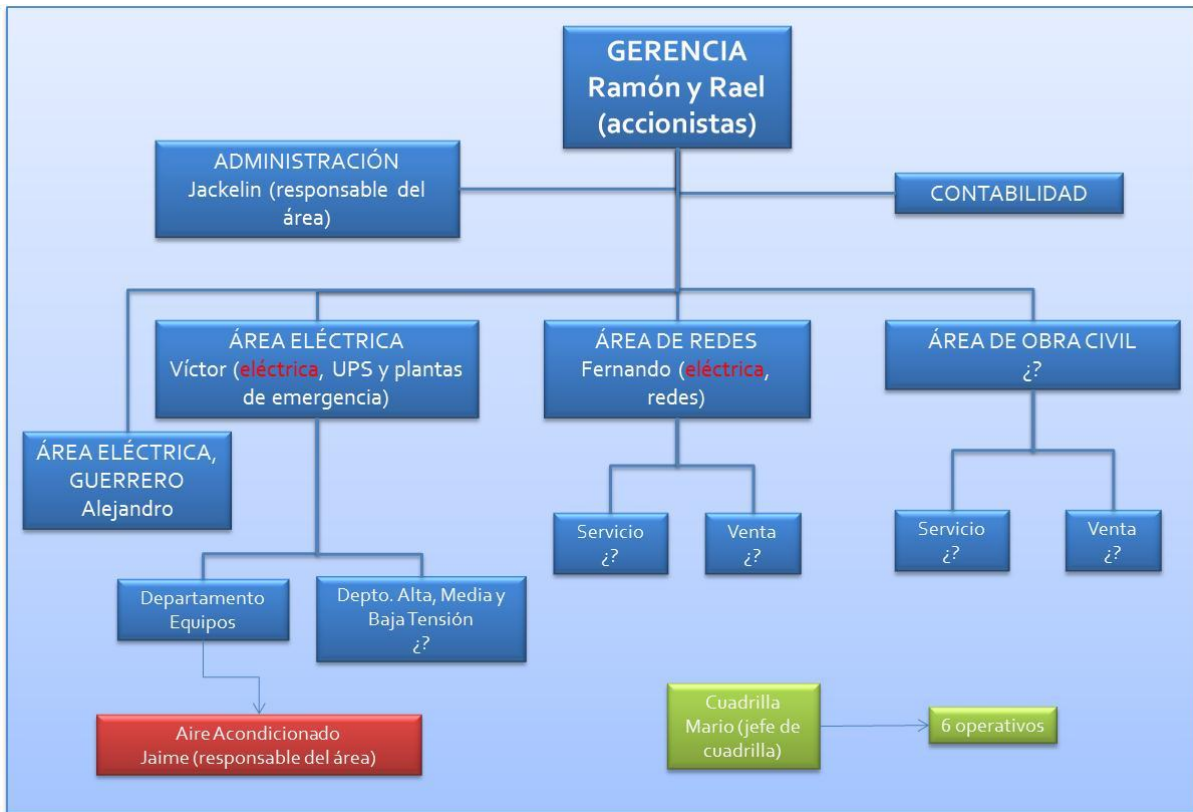 GERENCIA
Ramón y Rael
(accionistas)
ADMINISTRACIÓN
Jackelin (responsable del
área)
CONTABILIDAD
ÁREA ELÉCTRICA
Víctor (eléctrica, UPS y plantas
de emergencia)
ÁREA DE REDES
Fernando (eléctrica,
redes)
ÁREA DE OBRA CIVIL
¿?
ÁREA ELÉCTRICA,
GUERRERO
Alejandro
Servicio
¿?
Venta
¿?
Servicio
¿?
Venta
¿?
Departamento
Equipos
Depto. Alta, Media y
Baja Tensión
¿?
Aire Acondicionado
Jaime (responsable del área)
Cuadrilla
Mario (jefe de
cuadrilla)
6 operativos